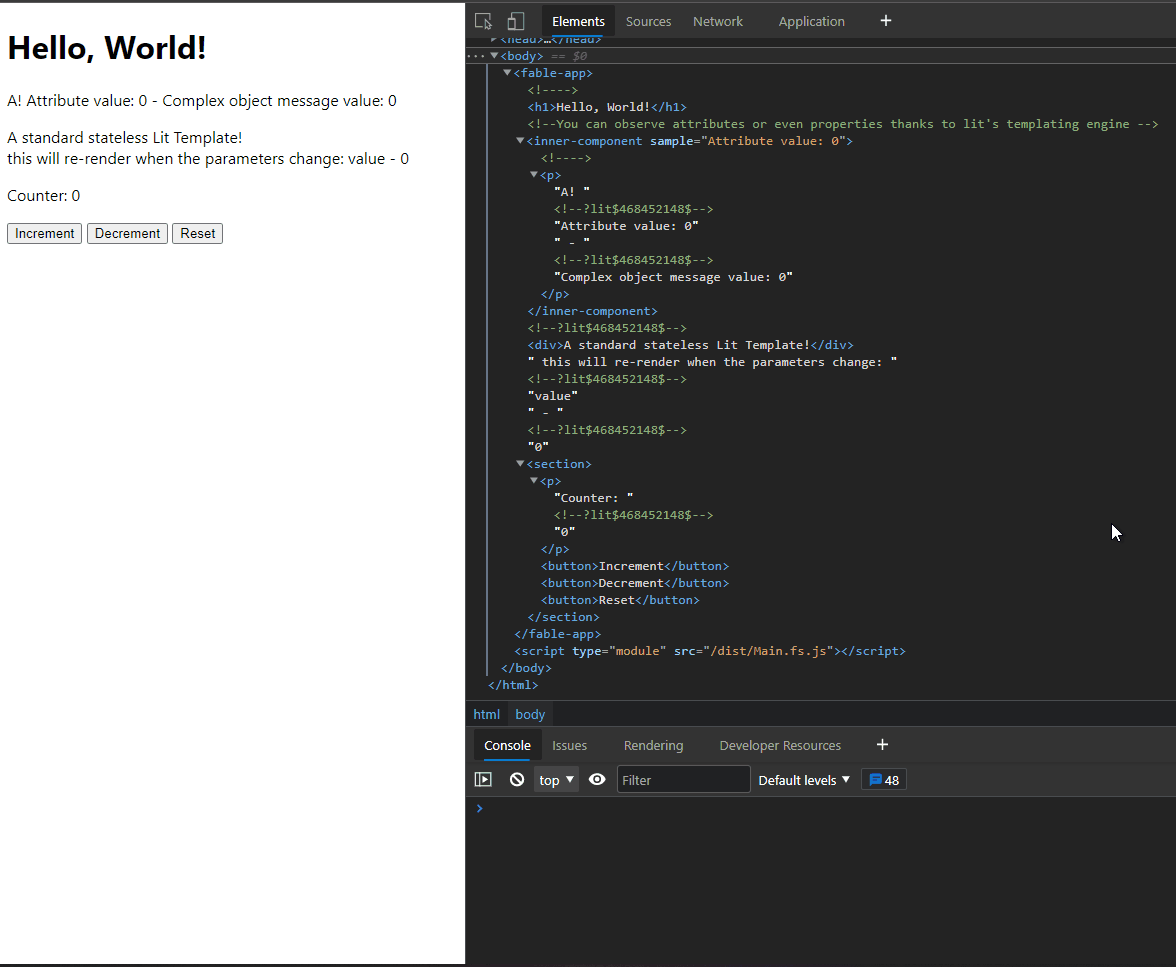 Hello, World!
A! Attribute value: 0 - Complex object message value: 0
A standard stateless Lit Template!
this will re-render when the parameters change: value - 0
Counter: 0
Increment Decrement Reset
Elements Sources Network Application +
<head>…</head>
··· <body> == $0
<fable-app>
<!---->
<h1>Hello, World!</h1>
<!--You can observe attributes or even properties thanks to lit's templating engine -->
<inner-component sample="Attribute value: 0">
<!---->
<p>
"A! "
<!--?lit$468452148$-->
"Attribute value: 0"
" - "
<!--?lit$468452148$-->
"Complex object message value: 0"
</p>
</inner-component>
<!--?lit$468452148$-->
<div>A standard stateless Lit Template!</div>
" this will re-render when the parameters change: "
<!--?lit$468452148$-->
"value"
" - "
<!--?lit$468452148$-->
"0"
<section>
<p>
"Counter: "
<!--?lit$468452148$-->
"0"
</p>
<button>Increment</button>
<button>Decrement</button>
<button>Reset</button>
</section>
</fable-app>
<script type="module" src="/dist/Main.fs.js"></script>
</body>
</html>
html body
Console Issues Rendering Developer Resources +
top Filter Default levels 48